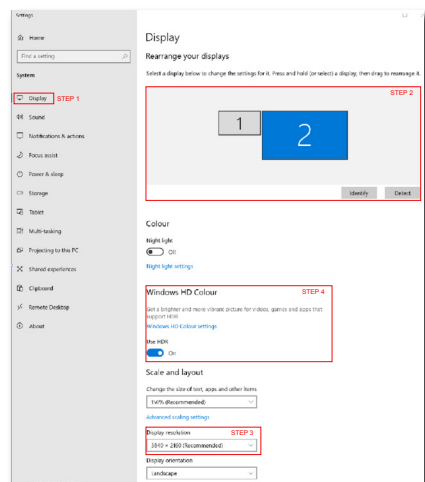 Settings
Home
Find a setting
System
Display STEP 1
Sound
Notifications & actions
Focus assist
Power & sleep
Storage
Tablet
Multi-tasking
Projecting to this PC
Shared experiences
Clipboard
Remote Desktop
About
Display
Rearrange your displays
Select a display below to change the settings for it. Press and hold (or select) a display, then drag to rearrange it.
STEP 2
1
2
Identify Detect
Colour
Night light
Off
Night light settings
Windows HD Colour STEP 4
Get a brighter and more vibrant picture for videos, games and apps that
support HDR
Windows HD Colour settings
Use HDR
On
Scale and layout
Change the size of text, apps and other items
(Recommended)
Advanced scaling settings
Display resolution STEP 3
3840 × 2160 (Recommended)
Display orientation
Landscape